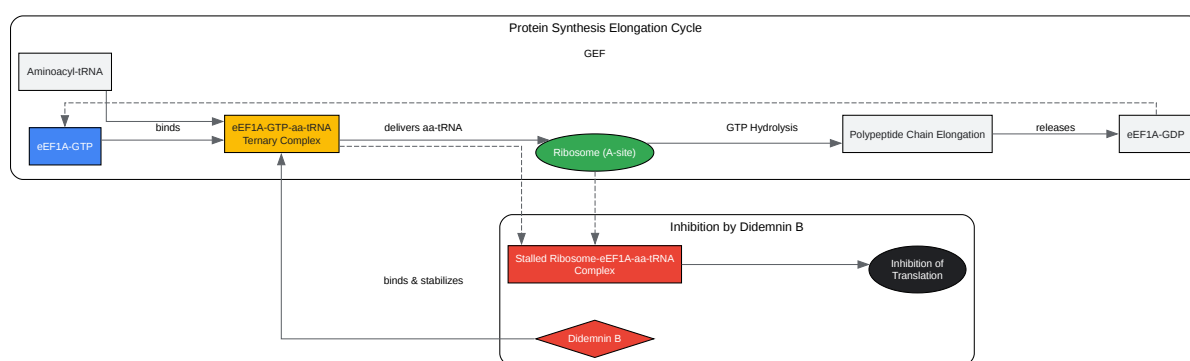 Protein Synthesis Elongation Cycle
GEF
Aminoacyl-tRNA
eEF1A-GTP
binds
eEF1A-GTP-aa-tRNA
Ternary Complex
delivers aa-tRNA
Ribosome (A-site)
GTP Hydrolysis
Polypeptide Chain Elongation
releases
eEF1A-GDP
Inhibition by Didemnin B
Stalled Ribosome-eEF1A-aa-tRNA
Complex
Inhibition of
Translation
binds & stabilizes
Didemnin B